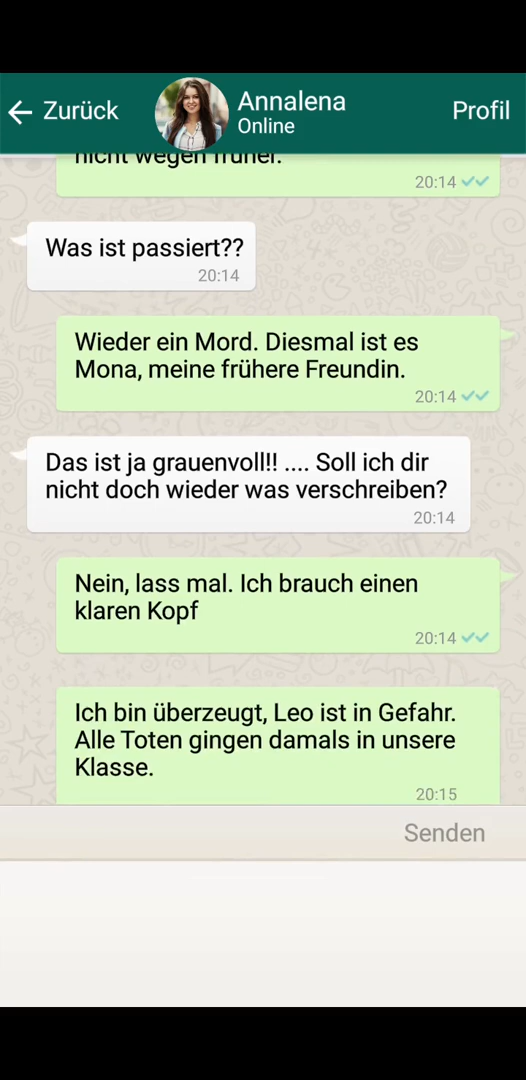 Zurück
Annalena
Online
Profil
nicht wegen früher.
20:14
Was ist passiert??
20:14
Wieder ein Mord. Diesmal ist es
Mona, meine frühere Freundin.
20:14
Das ist ja grauenvoll!! .... Soll ich dir
nicht doch wieder was verschreiben?
20:14
Nein, lass mal. Ich brauch einen
klaren Kopf
20:14
Ich bin überzeugt, Leo ist in Gefahr.
Alle Toten gingen damals in unsere
Klasse.
20:15
Senden